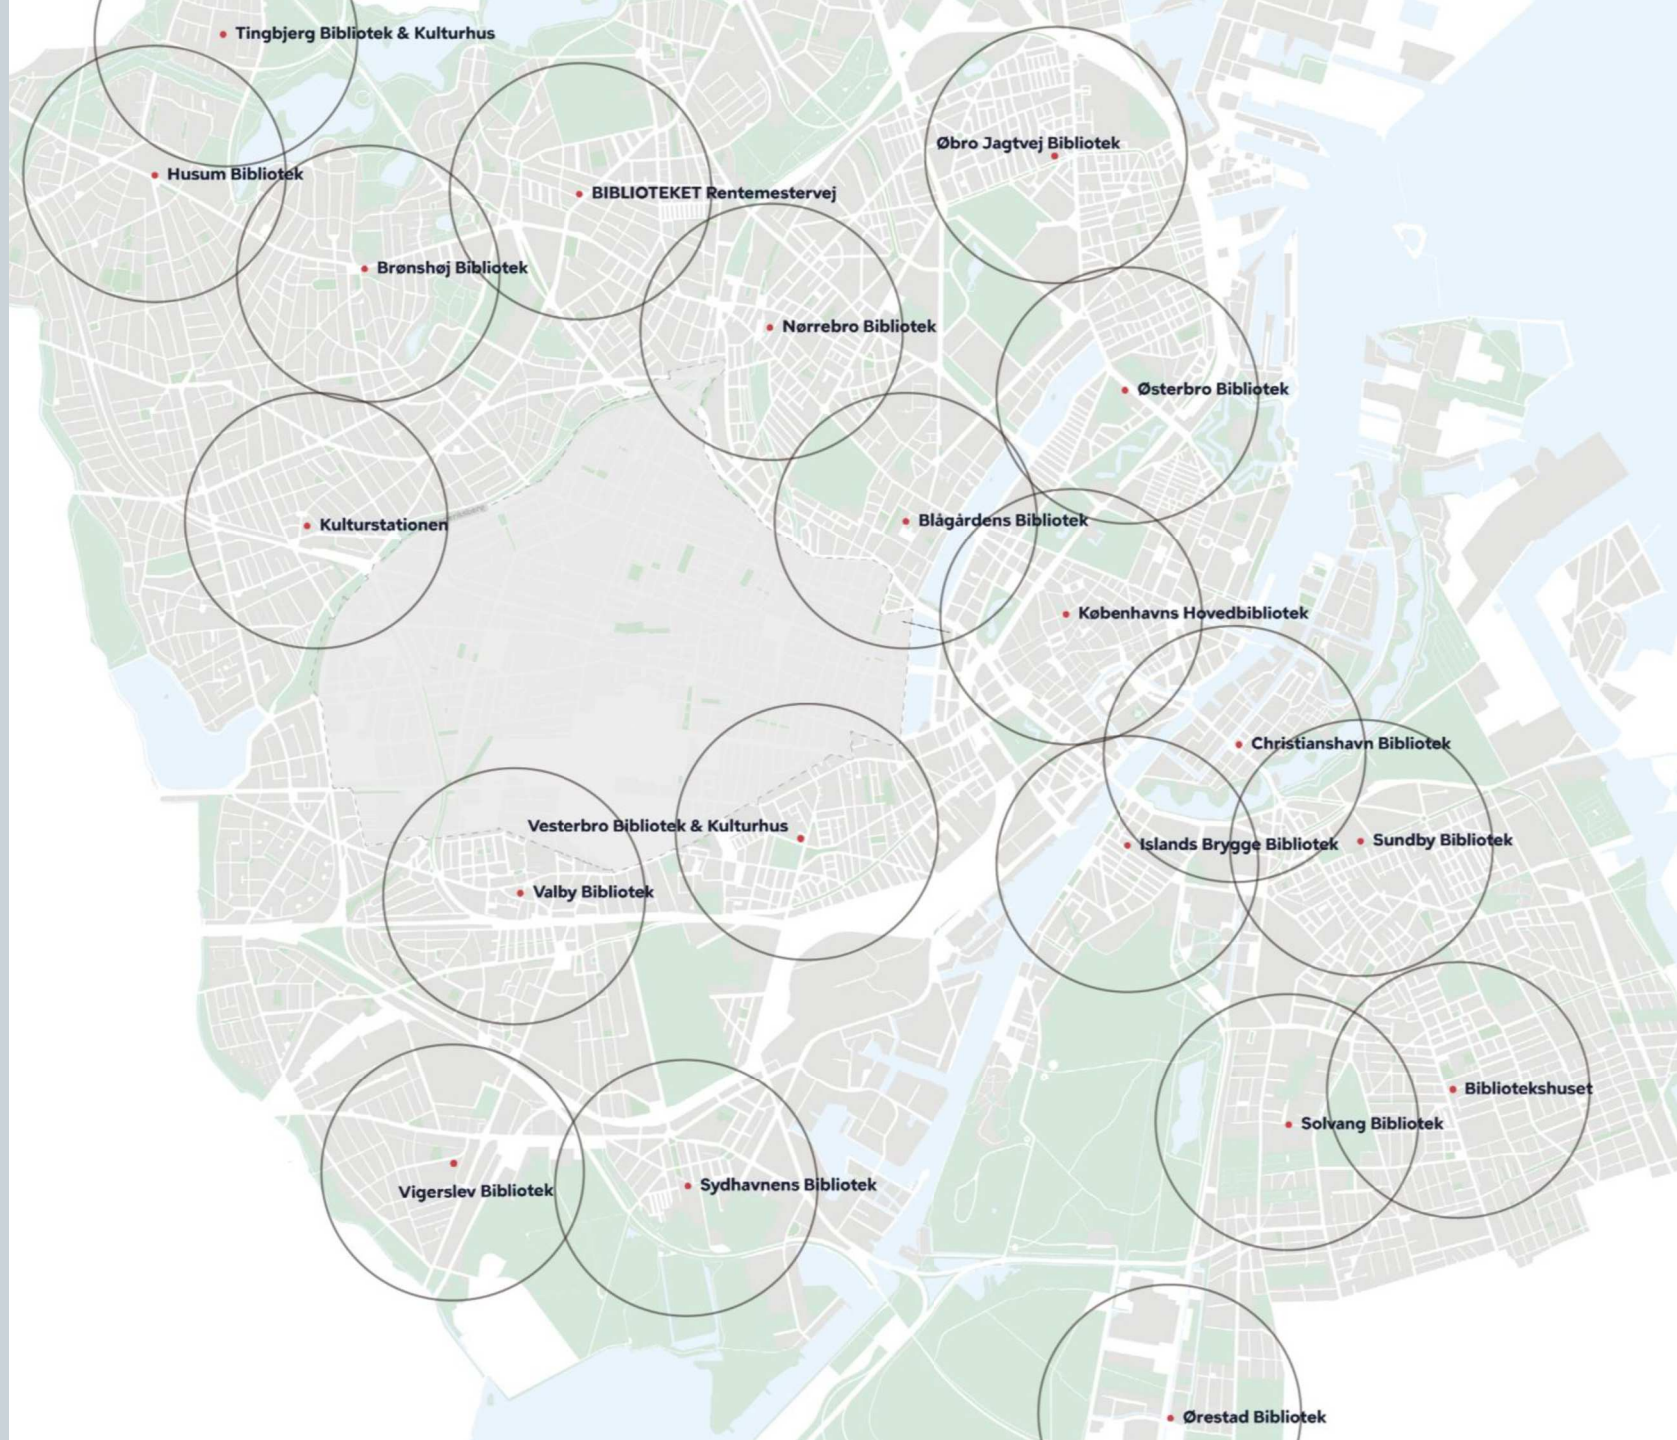 Tingbjerg Bibliotek & Kulturhus
Øbro Jagtvej Bibliotek
Husum Bibliotek
BIBLIOTEKET Rentemestervej
Brønshøj Bibliotek
Nørrebro Bibliotek
Østerbro Bibliotek
Kulturstationen
Blågårdens Bibliotek
Københavns Hovedbibliotek
Christianshavn Bibliotek
Vesterbro Bibliotek & Kulturhus
Islands Brygge Bibliotek
Sundby Bibliotek
Valby Bibliotek
Bibliotekshuset
Solvang Bibliotek
Vigerslev Bibliotek
Sydhavnens Bibliotek
Ørestad Bibliotek